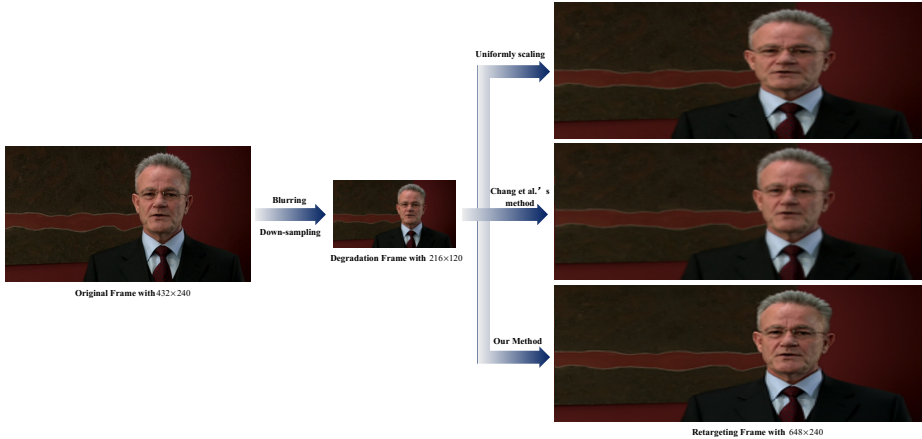 Uniformly scaling
Blurring
Down-sampling
Chang et al.’s
method
Degradation Frame with 216×120
Original Frame with 432×240
Our Method
Retargeting Frame with 648×240